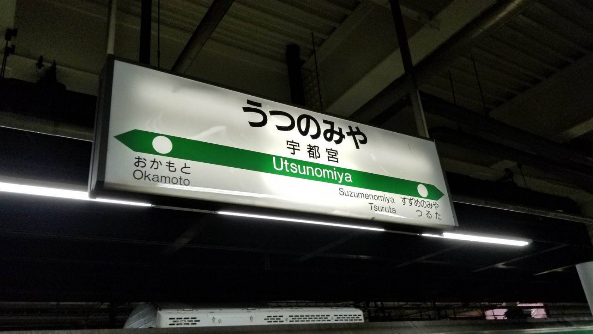 うつのみや
宇都宮
Utsunomiya
おかもと
Okamoto
Suzumenomiya すずめのみや
Tsuruta つるた